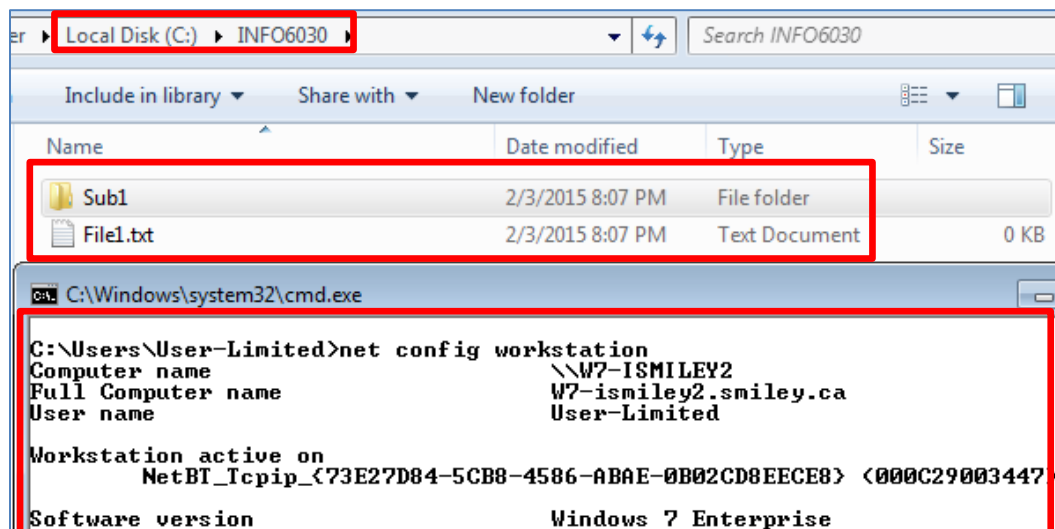 er ▸ Local Disk (C:) ▸ INFO6030 ▸ Search INFO6030
Include in library Share with New folder
Name Date modified Type Size
Sub1 2/3/2015 8:07 PM File folder
File1.txt 2/3/2015 8:07 PM Text Document 0 KB
C:\Windows\system32\cmd.exe
C:\Users\User-Limited>net config workstation
Computer name \\W7-ISMILEY2
Full Computer name W7-ismiley2.smiley.ca
User name User-Limited
Workstation active on
NetBT_Tcpip_{73E27D84-5CB8-4586-ABAE-0B02CD8EECE8} (000C29003447)
Software version Windows 7 Enterprise